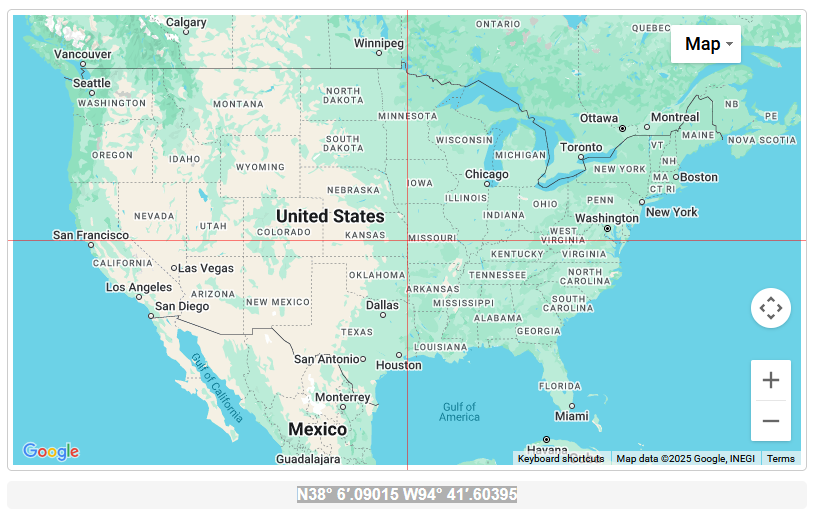 Calgary
ONTARIO
QUEBEC
Vancouver
Winnipeg
Map
Seattle
WASHINGTON
MONTANA
NORTH
DAKOTA
MINNESOTA
Ottawa
Montreal
NB
PE
MAINE
NOVA SCOTIA
OREGON
IDAHO
WYOMING
SOUTH
DAKOTA
WISCONSIN
MICHIGAN
Toronto
VT
NH
NEW YORK
MA
Boston
CT RI
Chicago
IOWA
NEBRASKA
ILLINOIS
INDIANA
OHIO
PENN
New York
NEVADA
UTAH
United States
COLORADO
KANSAS
MISSOURI
WEST
VIRGINIA
Washington
San Francisco
CALIFORNIA
Las Vegas
KENTUCKY
VIRGINIA
Los Angeles
ARIZONA
NEW MEXICO
OKLAHOMA
ARKANSAS
TENNESSEE
NORTH
CAROLINA
San Diego
Dallas
MISSISSIPPI
ALABAMA
SOUTH
CAROLINA
GEORGIA
TEXAS
LOUISIANA
San Antonio
Houston
Gulf of California
FLORIDA
Monterrey
Gulf of
America
Miami
Mexico
Havana
Google
Guadalajara
Keyboard shortcuts
Map data ©2025 Google, INEGI
Terms
N38° 6′.09015 W94° 41′.60395